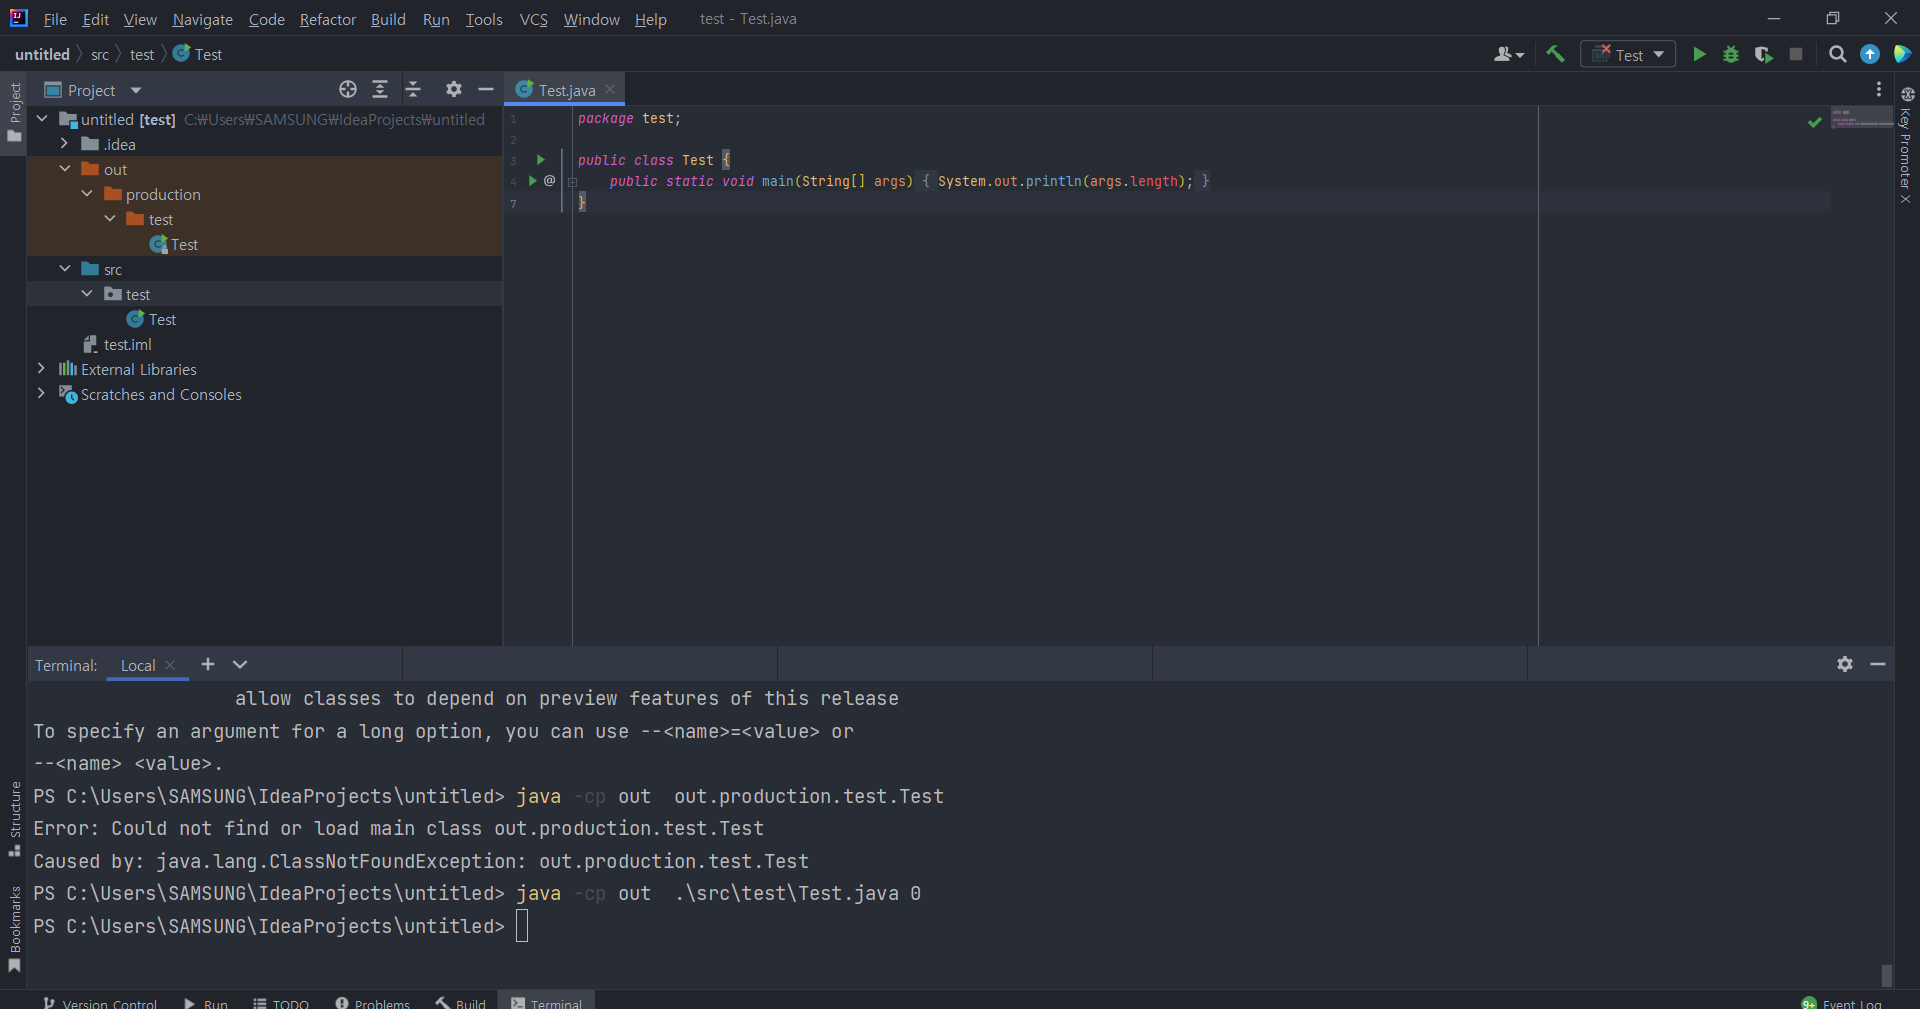 File Edit View Navigate Code Refactor Build Run Tools VCS Window Help test - Test.java
untitled src test Test
Test
Project
Project
untitled [test] C:₩Users₩SAMSUNG₩IdeaProjects₩untitled
.idea
out
production
test
Test
src
test
Test
test.iml
External Libraries
Scratches and Consoles
Test.java
1 package test;
2
3 public class Test {
4 @ public static void main(String[] args) { System.out.println(args.length); }
7 }
Key Promoter X
Terminal: Local
allow classes to depend on preview features of this release
To specify an argument for a long option, you can use --<name>=<value> or
--<name> <value>.
PS C:\Users\SAMSUNG\IdeaProjects\untitled> java -cp out  out.production.test.Test
Error: Could not find or load main class out.production.test.Test
Caused by: java.lang.ClassNotFoundException: out.production.test.Test
PS C:\Users\SAMSUNG\IdeaProjects\untitled> java -cp out  .\src\test\Test.java 0
PS C:\Users\SAMSUNG\IdeaProjects\untitled>
Structure
Bookmarks
Version Control Run TODO Problems Build Terminal 9+ Event Log